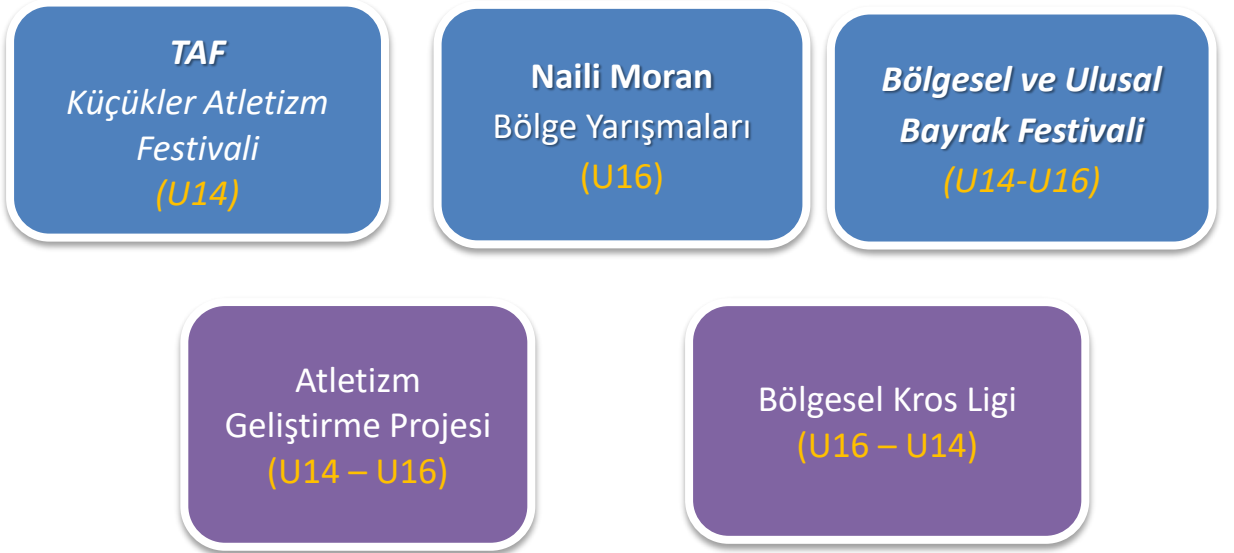 TAF
Küçükler Atletizm
Festivali
(U14)
Naili Moran
Bölge Yarışmaları
(U16)
Bölgesel ve Ulusal
Bayrak Festivali
(U14-U16)
Atletizm
Geliştirme Projesi
(U14 – U16)
Bölgesel Kros Ligi
(U16 – U14)